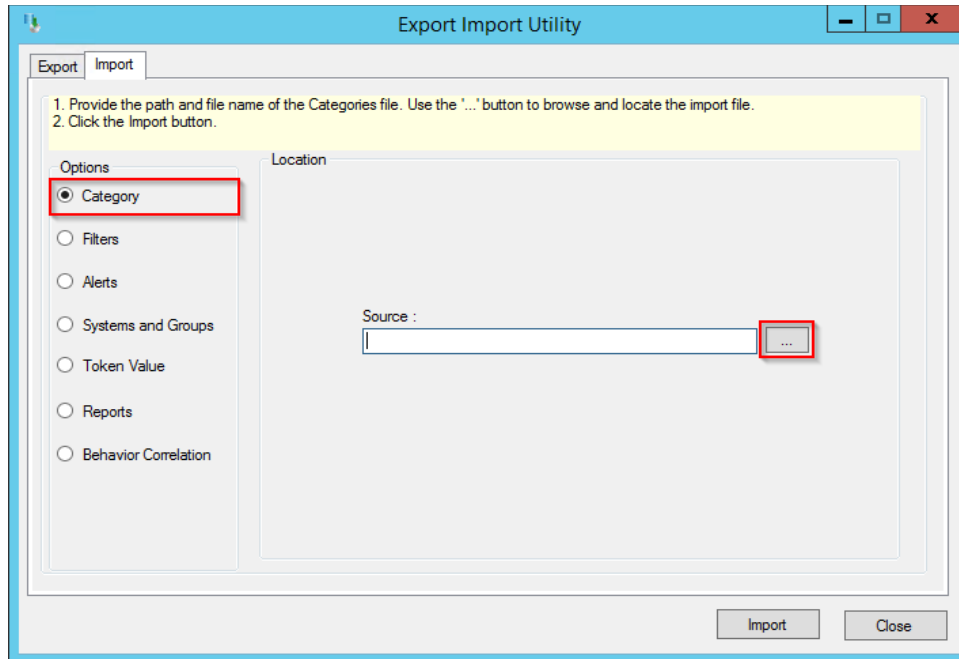 Export Import Utility
Export
Import
1. Provide the path and file name of the Categories file. Use the '...' button to browse and locate the import file.
2. Click the Import button.
Options
Location
Category
Filters
Alerts
Systems and Groups
Token Value
Reports
Behavior Correlation
Source :
...
Import
Close